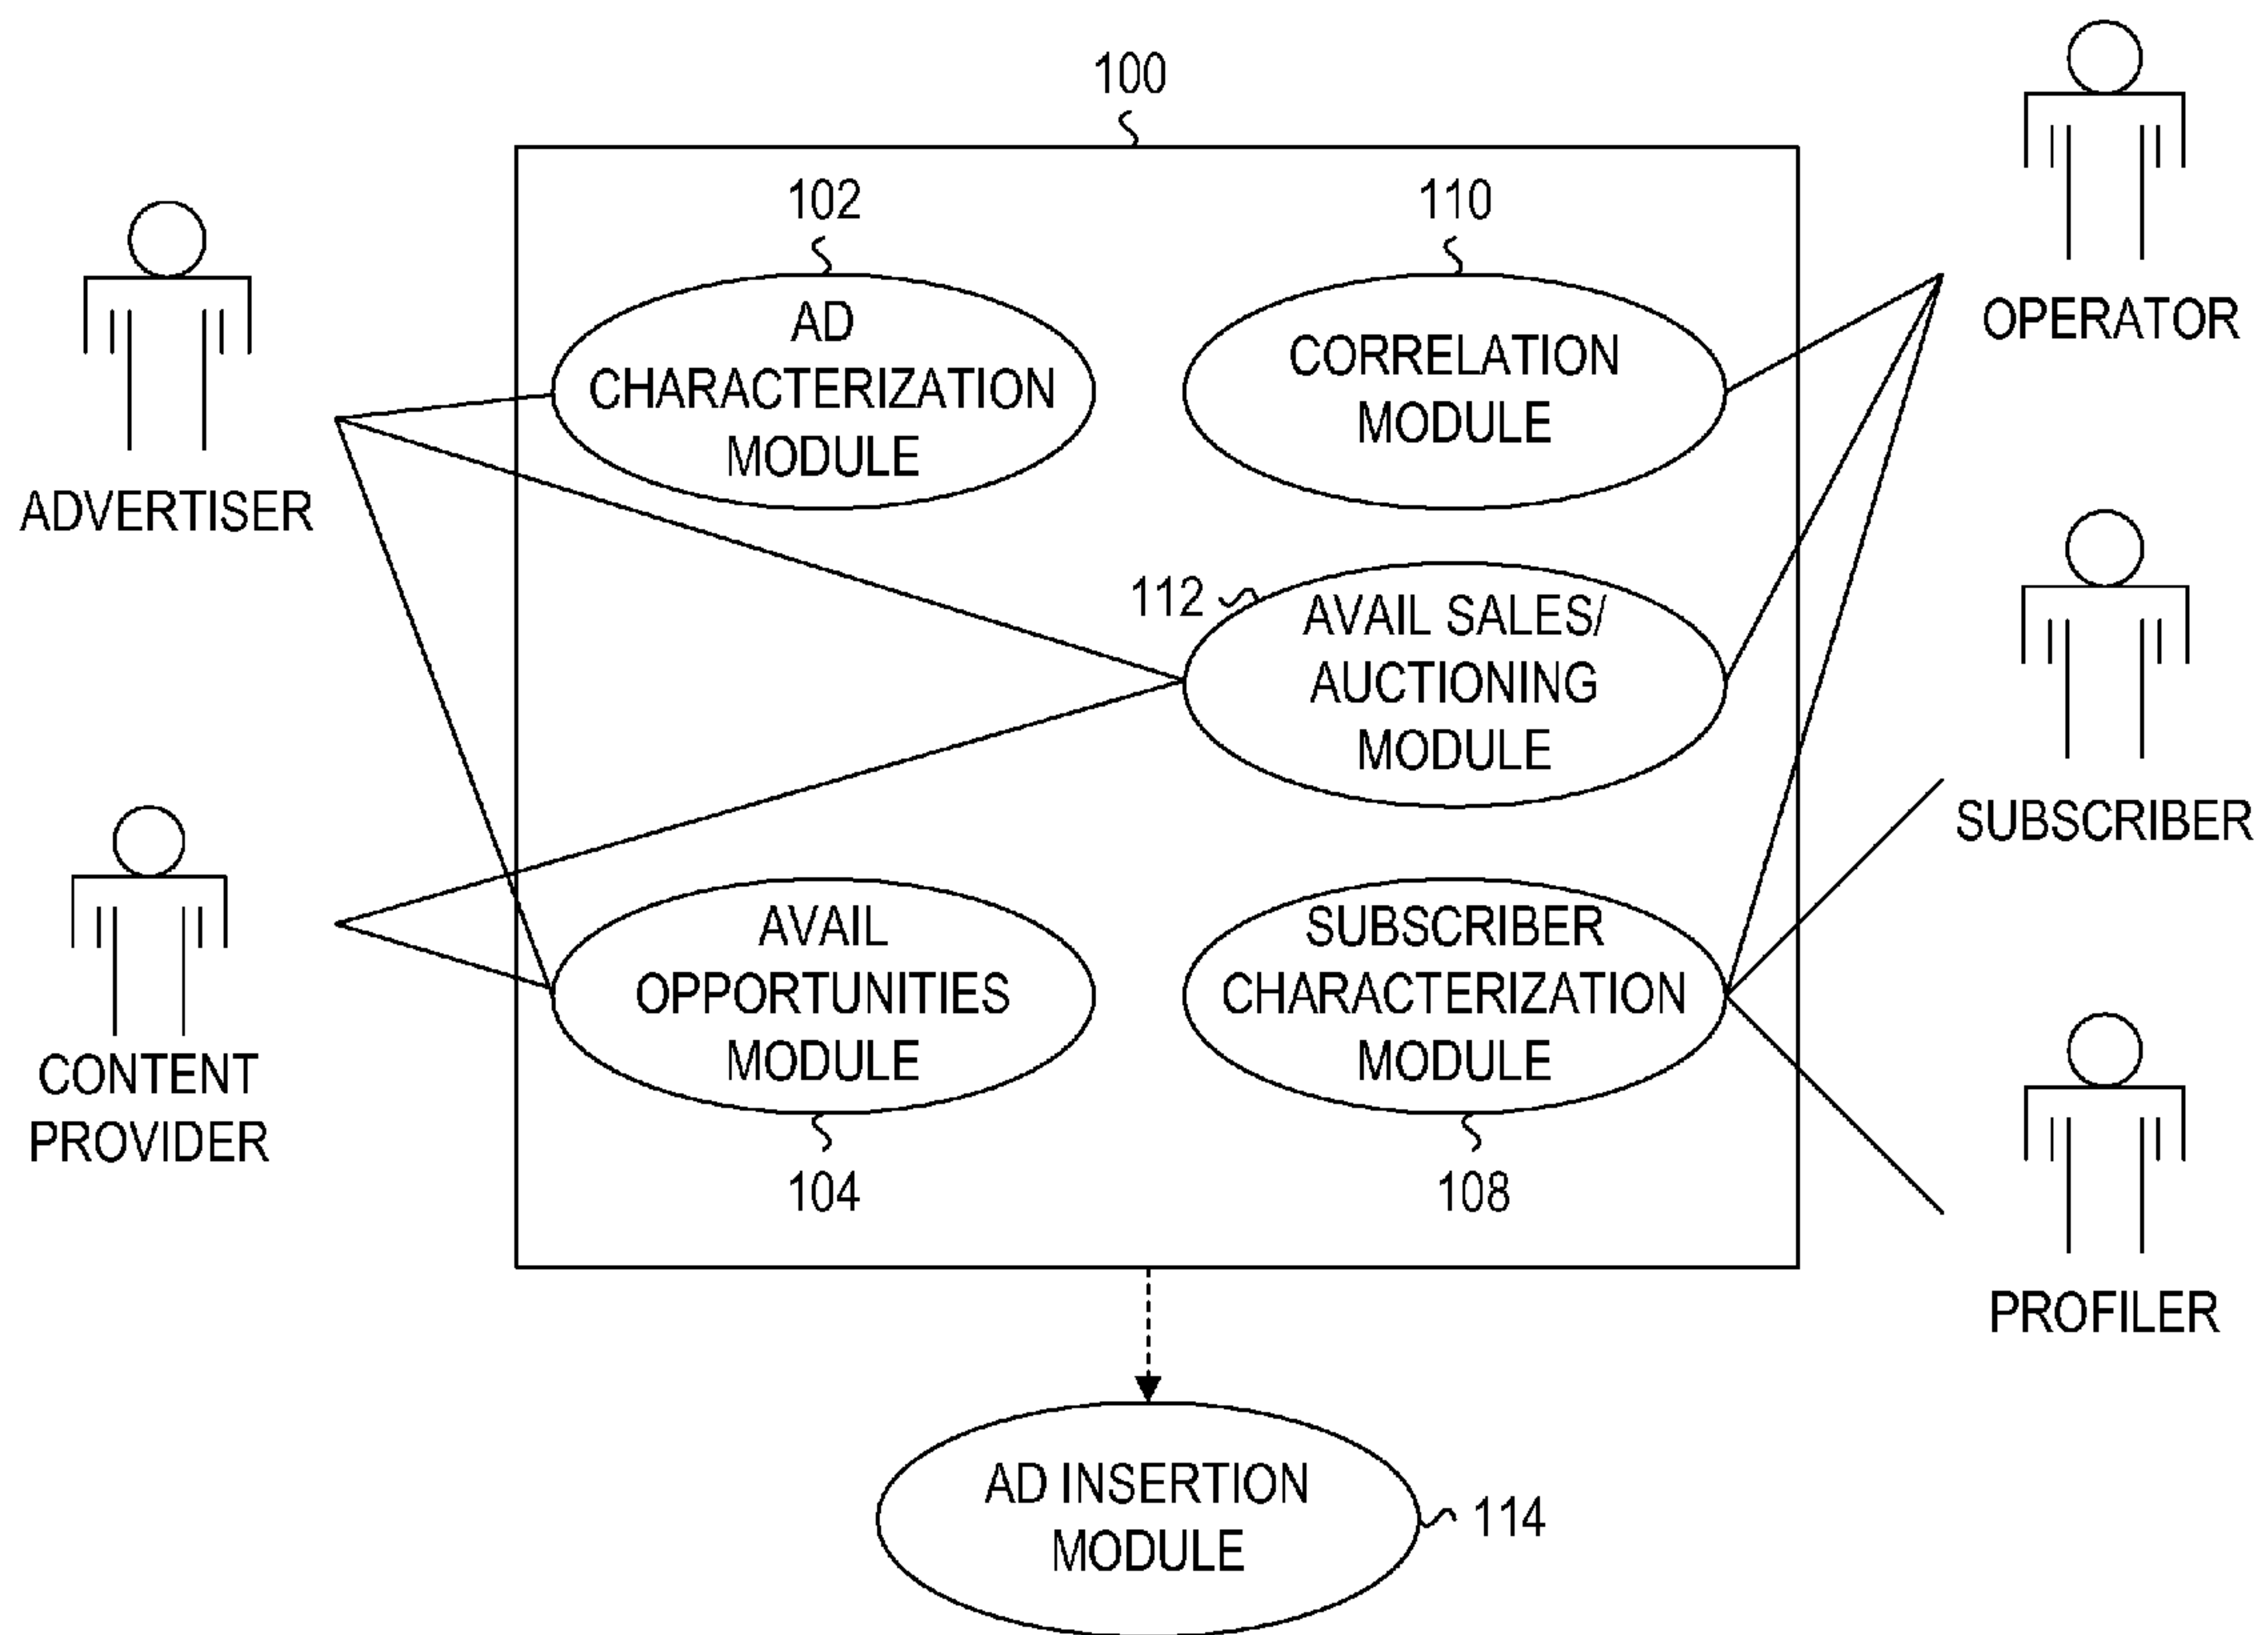 100
102
110
AD
CHARACTERIZATION
MODULE
CORRELATION
MODULE
OPERATOR
ADVERTISER
112
AVAIL SALES/
AUCTIONING
MODULE
SUBSCRIBER
AVAIL
OPPORTUNITIES
MODULE
SUBSCRIBER
CHARACTERIZATION
MODULE
CONTENT
PROVIDER
104
108
PROFILER
AD INSERTION
MODULE
114